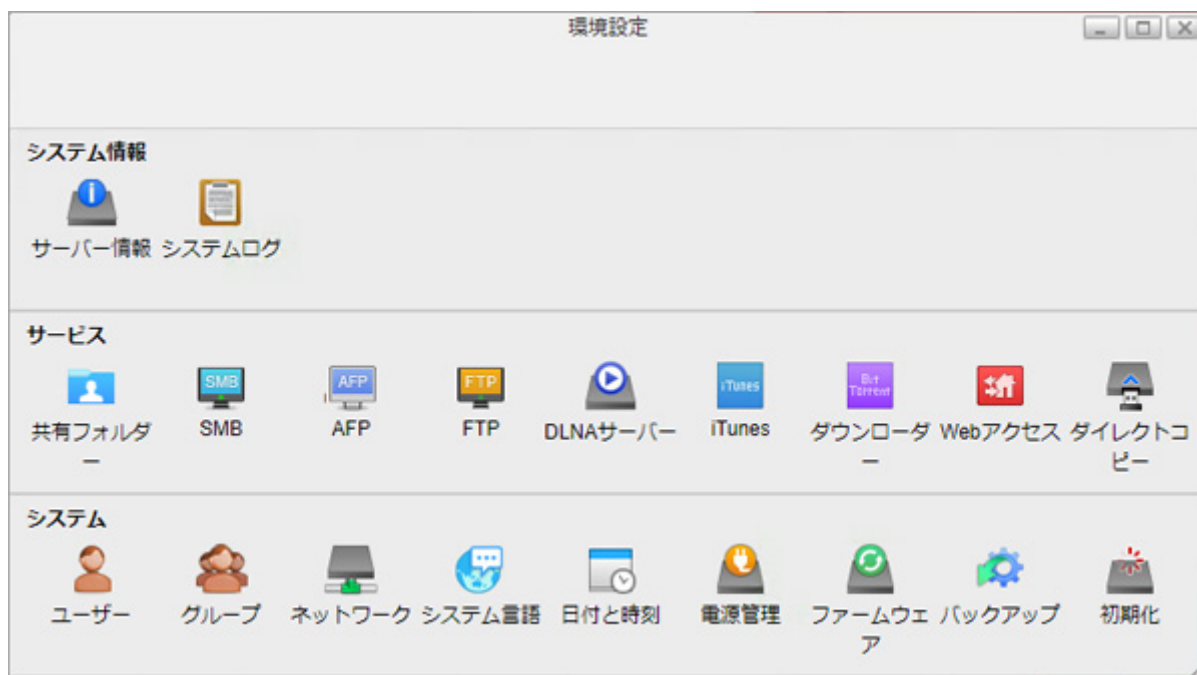 環境設定
システム情報
サーバー情報 システムログ
サービス
SMB AFP FTP iTunes Bit
Torrent
共有フォルダ SMB AFP FTP DLNAサーバー iTunes ダウンローダ Webアクセス ダイレクトコ
ー ー ピー
システム
ユーザー グループ ネットワーク システム言語 日付と時刻 電源管理 ファームウェ バックアップ 初期化
ア